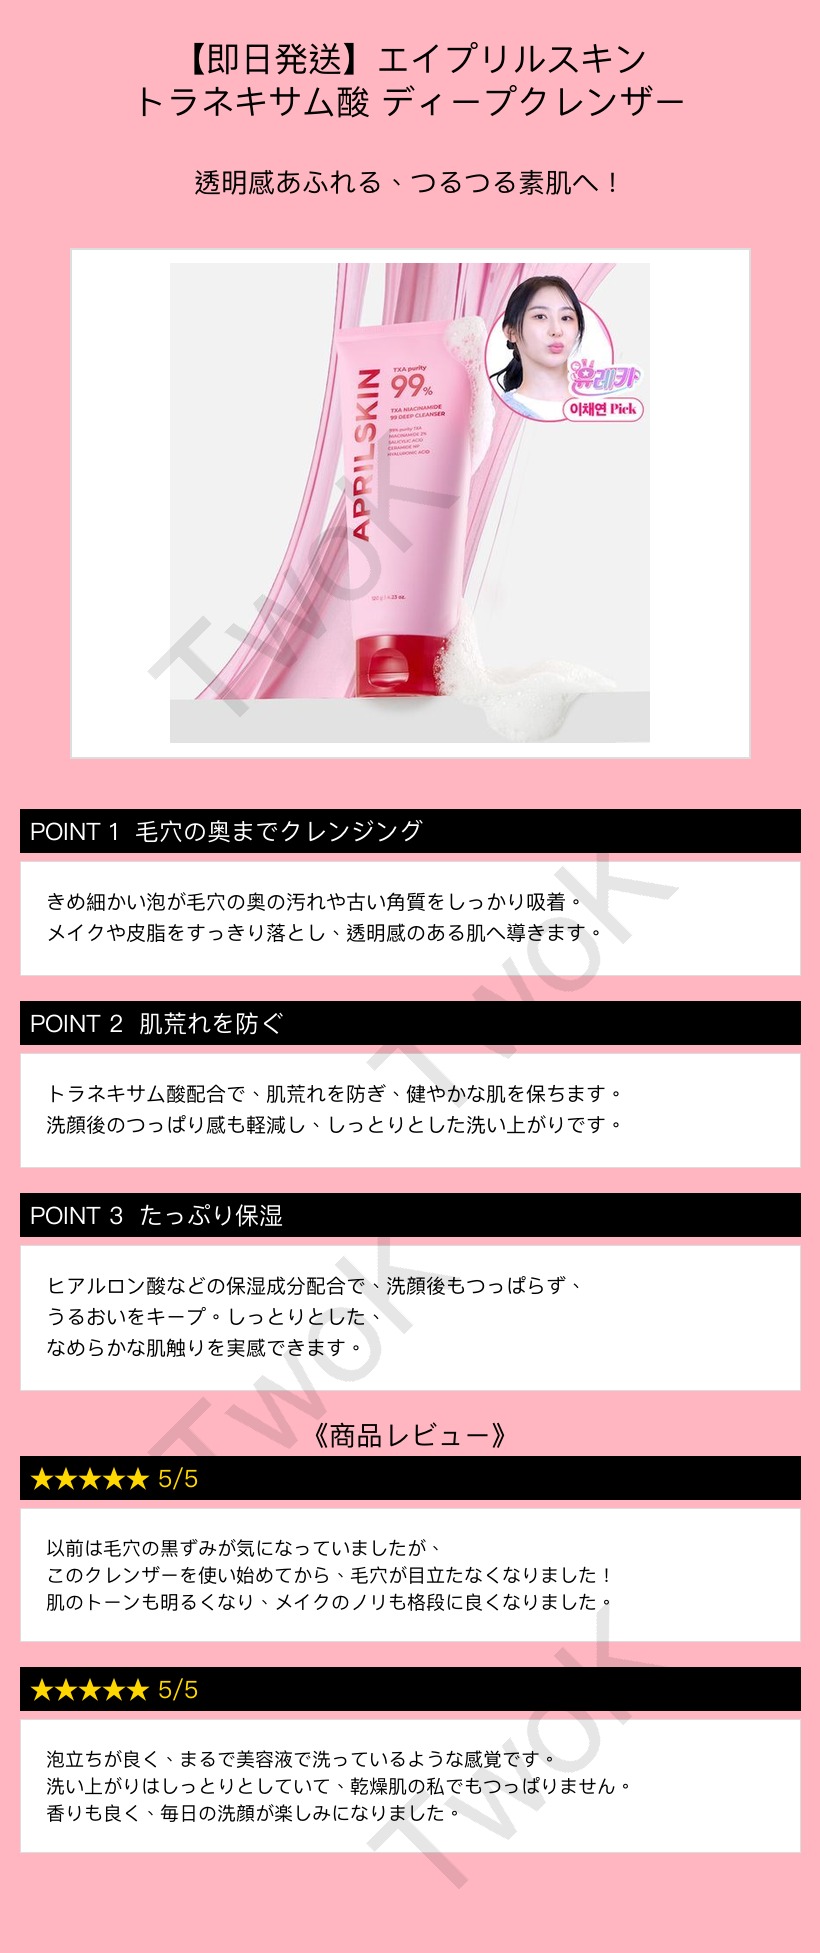 【即日発送】エイプリルスキン
トラネキサム酸 ディープクレンザー
透明感あふれる、つるつる素肌へ！
TXA purity
99%
TXA NIACINAMIDE
99 DEEP CLEANSER
99% purity TXA
NIACINAMIDE 2%
SALICYLIC ACID
CERAMIDE NP
HYALURONIC ACID
APRILSKIN
유레카
이채연 Pick
TwoK
POINT 1 毛穴の奥までクレンジング
きめ細かい泡が毛穴の奥の汚れや古い角質をしっかり吸着。
メイクや皮脂をすっきり落とし、透明感のある肌へ導きます。
TwoK
POINT 2 肌荒れを防ぐ
トラネキサム酸配合で、肌荒れを防ぎ、健やかな肌を保ちます。
洗顔後のつっぱり感も軽減し、しっとりとした洗い上がりです。
POINT 3 たっぷり保湿
ヒアルロン酸などの保湿成分配合で、洗顔後もつっぱらず、
うるおいをキープ。しっとりとした、
なめらかな肌触りを実感できます。
TwoK
《商品レビュー》
★★★★★ 5/5
以前は毛穴の黒ずみが気になっていましたが、
このクレンザーを使い始めてから、毛穴が目立たなくなりました！
肌のトーンも明るくなり、メイクのノリも格段に良くなりました。
★★★★★ 5/5
泡立ちが良く、まるで美容液で洗っているような感覚です。
洗い上がりはしっとりとしていて、乾燥肌の私でもつっぱりません。
香りも良く、毎日の洗顔が楽しみになりました。
TwoK